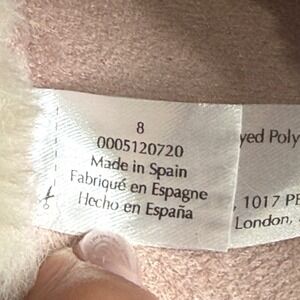 8
0005120720
Made in Spain
Fabriqué en Espagne
Hecho en España
yed Poly
, 1017 PE
London,